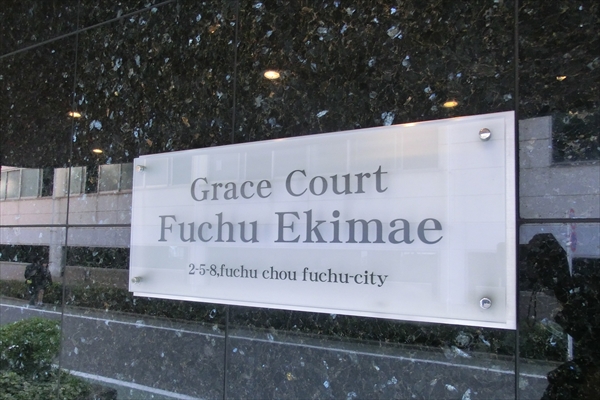 Grace Court
Fuchu Ekimae
2-5-8,fuchu chou fuchu-city